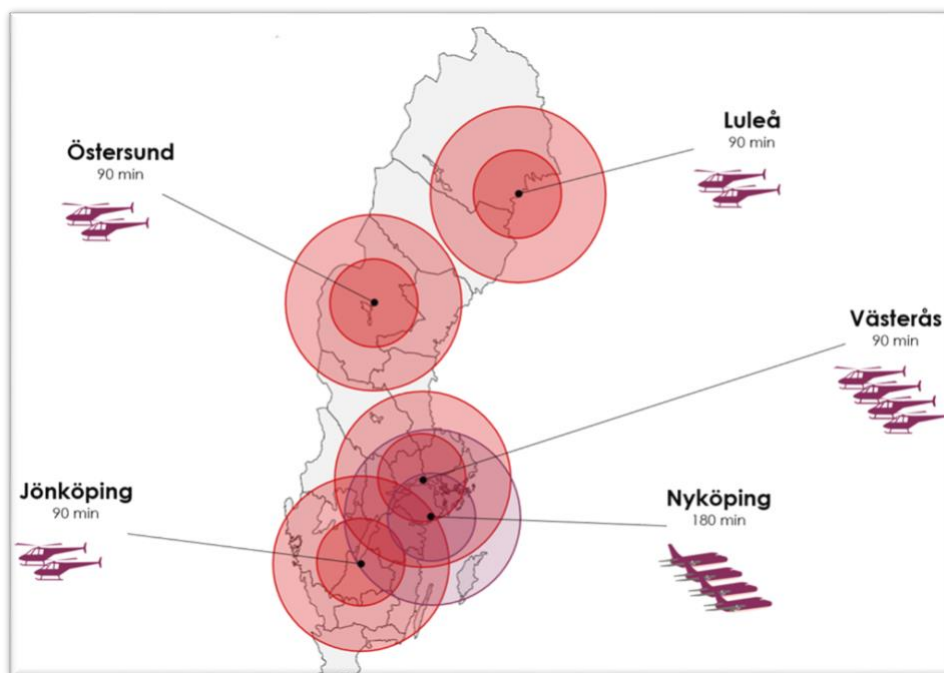 Luleå
90 min
Östersund
90 min
Västerås
90 min
Jönköping
90 min
Nyköping
180 min